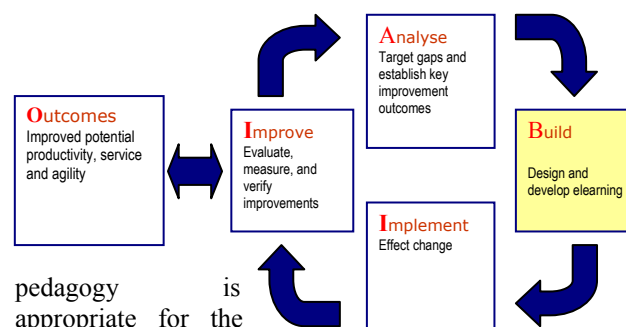 Analyse
Target gaps and
establish key
improvement
outcomes
Outcomes
Improved potential
productivity, service
and agility
Improve
Evaluate,
measure, and
verify
improvements
Build
Design and
develop elearning
Implement
Effect change
pedagogy is
appropriate for the